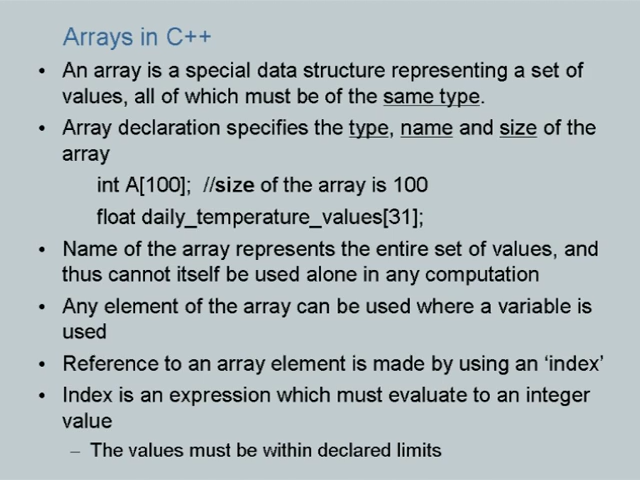 Arrays in C++
• An array is a special data structure representing a set of
values, all of which must be of the same type.
• Array declaration specifies the type, name and size of the
array
int A[100]; //size of the array is 100
float daily_temperature_values[31];
• Name of the array represents the entire set of values, and
thus cannot itself be used alone in any computation
• Any element of the array can be used where a variable is
used
• Reference to an array element is made by using an ‘index’
• Index is an expression which must evaluate to an integer
value
– The values must be within declared limits